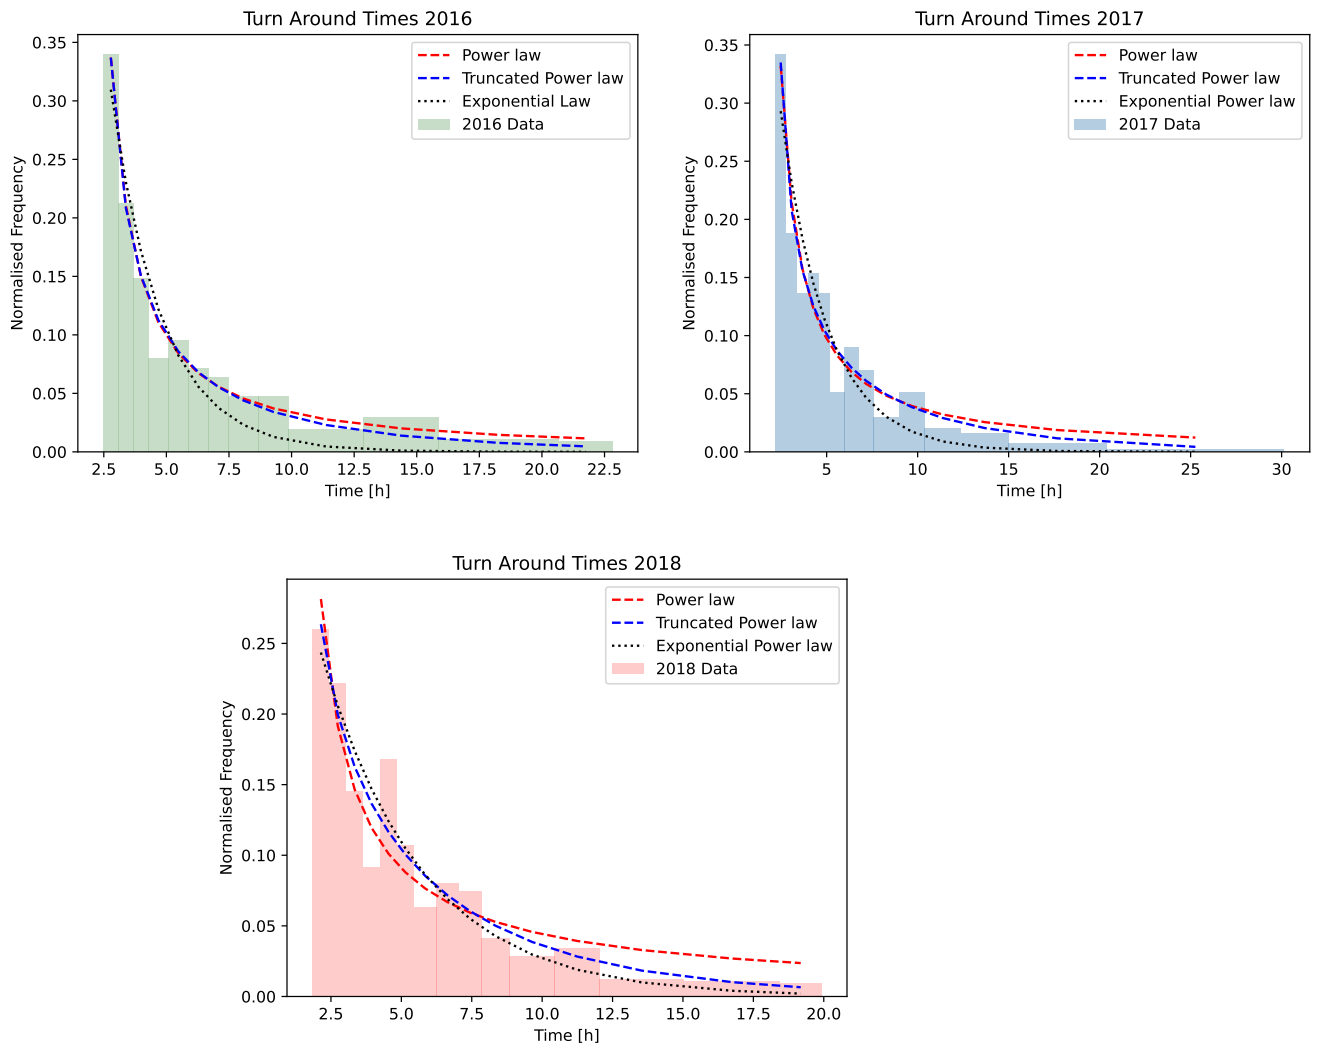 Turn Around Times 2016
0.35
0.30
0.25
0.20
0.15
0.10
0.05
0.00
Normalised Frequency
Power law
Truncated Power law
Exponential Law
2016 Data
2.5 5.0 7.5 10.0 12.5 15.0 17.5 20.0 22.5
Time [h]
Turn Around Times 2017
0.35
0.30
0.25
0.20
0.15
0.10
0.05
0.00
Normalised Frequency
Power law
Truncated Power law
Exponential Power law
2017 Data
5 10 15 20 25 30
Time [h]
Turn Around Times 2018
0.25
0.20
0.15
0.10
0.05
0.00
Normalised Frequency
Power law
Truncated Power law
Exponential Power law
2018 Data
2.5 5.0 7.5 10.0 12.5 15.0 17.5 20.0
Time [h]